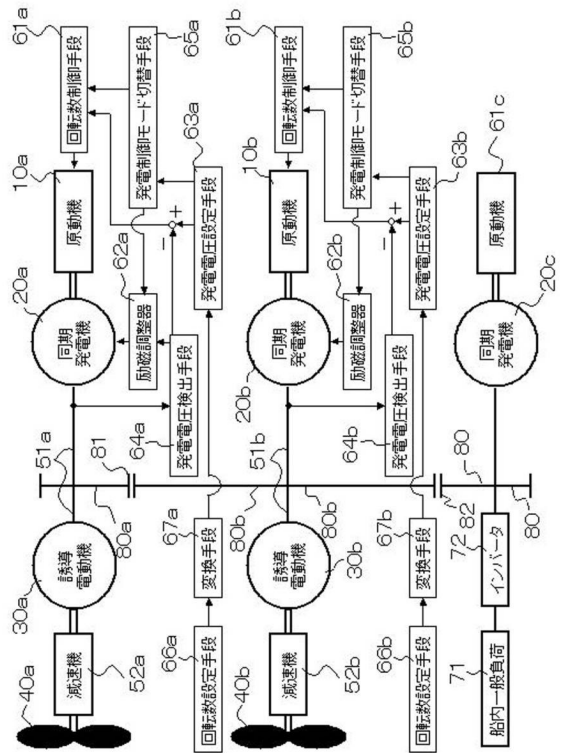 61a
回転数制御手段
65a
発電制御モード切替手段
63a
発電電圧設定手段
10a
原動機
62a
励磁調整器
+
−
20a
同期
発電機
64a
発電電圧検出手段
51a
81
80a
30a
誘導
電動機
67a
変換手段
40a
減速機
52a
66a
回転数設定手段
61b
回転数制御手段
65b
発電制御モード切替手段
63b
発電電圧設定手段
10b
原動機
62b
励磁調整器
+
−
20b
同期
発電機
64b
発電電圧検出手段
51b
80b
80b
82
誘導
電動機
30b
67b
変換手段
40b
減速機
52b
66b
回転数設定手段
61c
原動機
20c
同期
発電機
80
80
72
インバータ
71
船内一般負荷